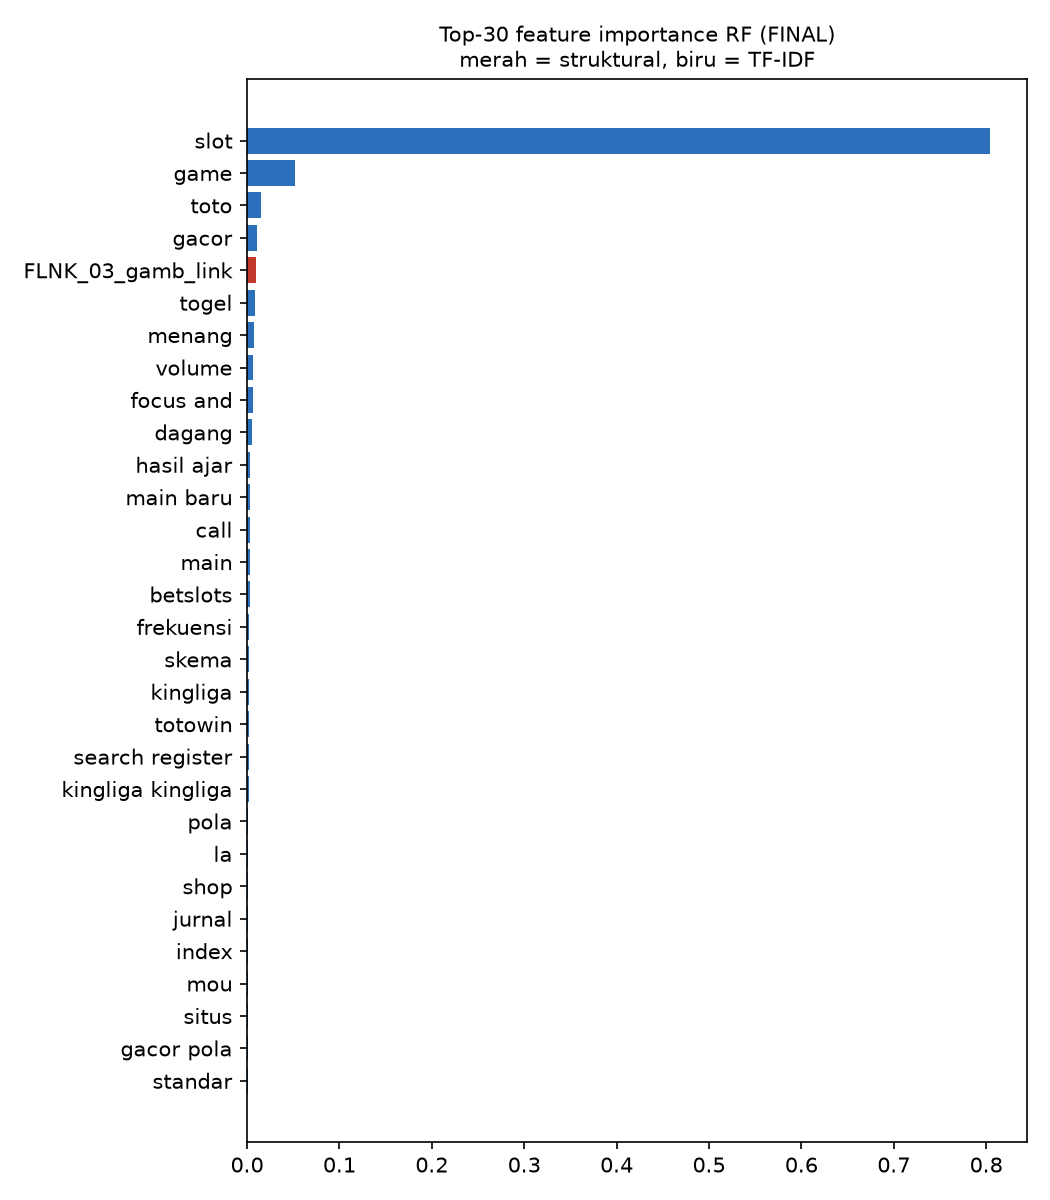 Top-30 feature importance RF (FINAL)
merah = struktural, biru = TF-IDF
slot
game
toto
gacor
FLNK_03_gamb_link
togel
menang
volume
focus and
dagang
hasil ajar
main baru
call
main
betslots
frekuensi
skema
kingliga
totowin
search register
kingliga kingliga
pola
la
shop
jurnal
index
mou
situs
gacor pola
standar
0.0 0.1 0.2 0.3 0.4 0.5 0.6 0.7 0.8